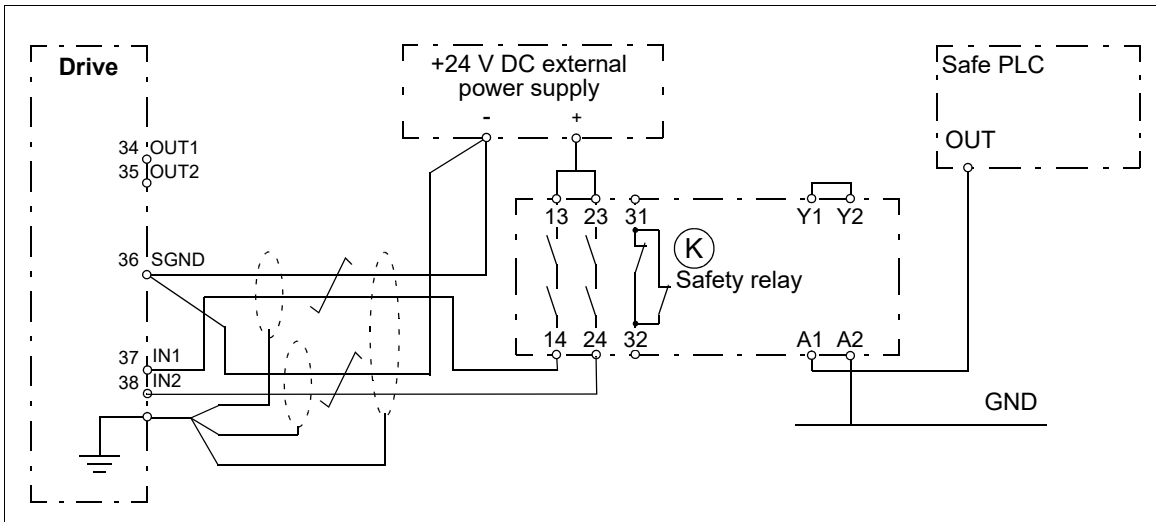 Drive
+24 V DC external
power supply
- +
Safe PLC
OUT
34 OUT1
35 OUT2
13 23 31
Y1 Y2
K
Safety relay
36 SGND
14 24 32
A1 A2
37 IN1
38 IN2
GND